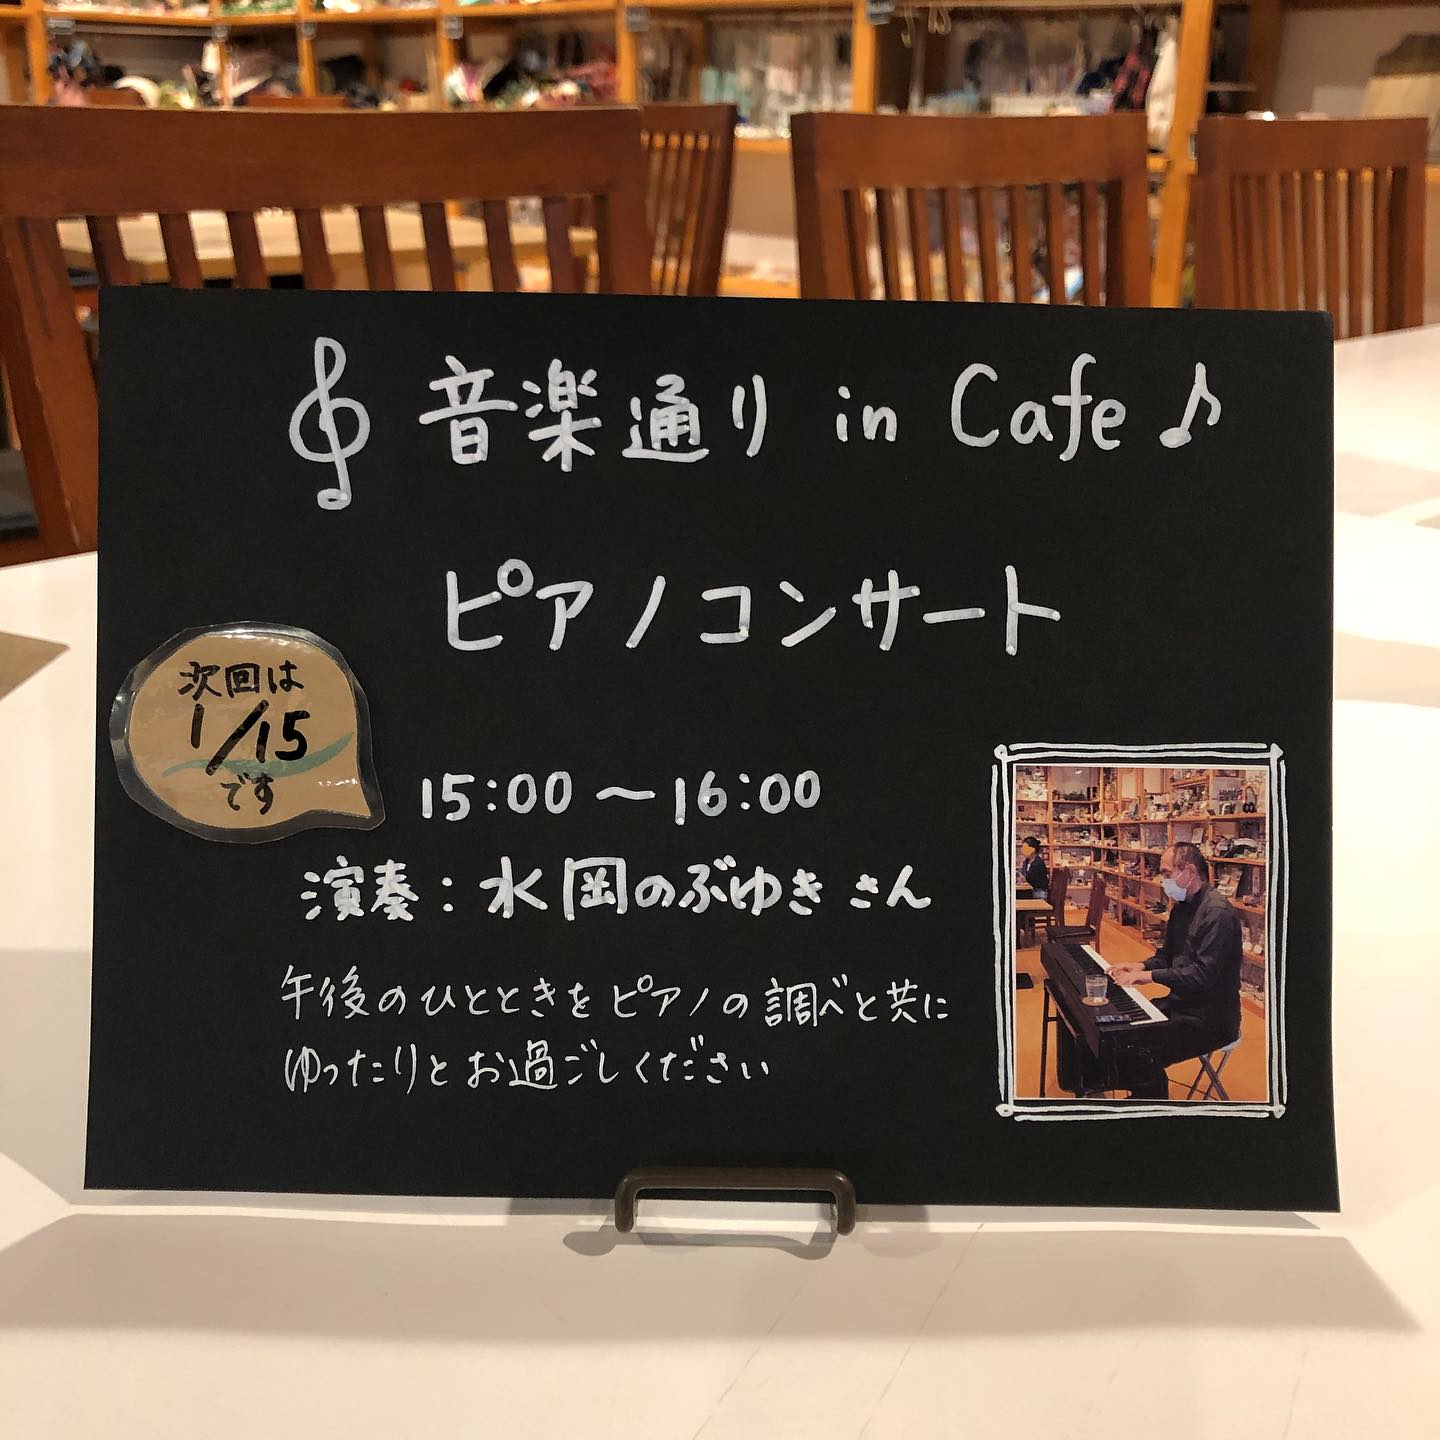 音楽通り in Cafe♪
ピアノコンサート
次回は
1/15
です
15:00〜16:00
演奏:水岡のぶゆきさん
午後のひとときをピアノの調べと共に
ゆったりとお過ごしください